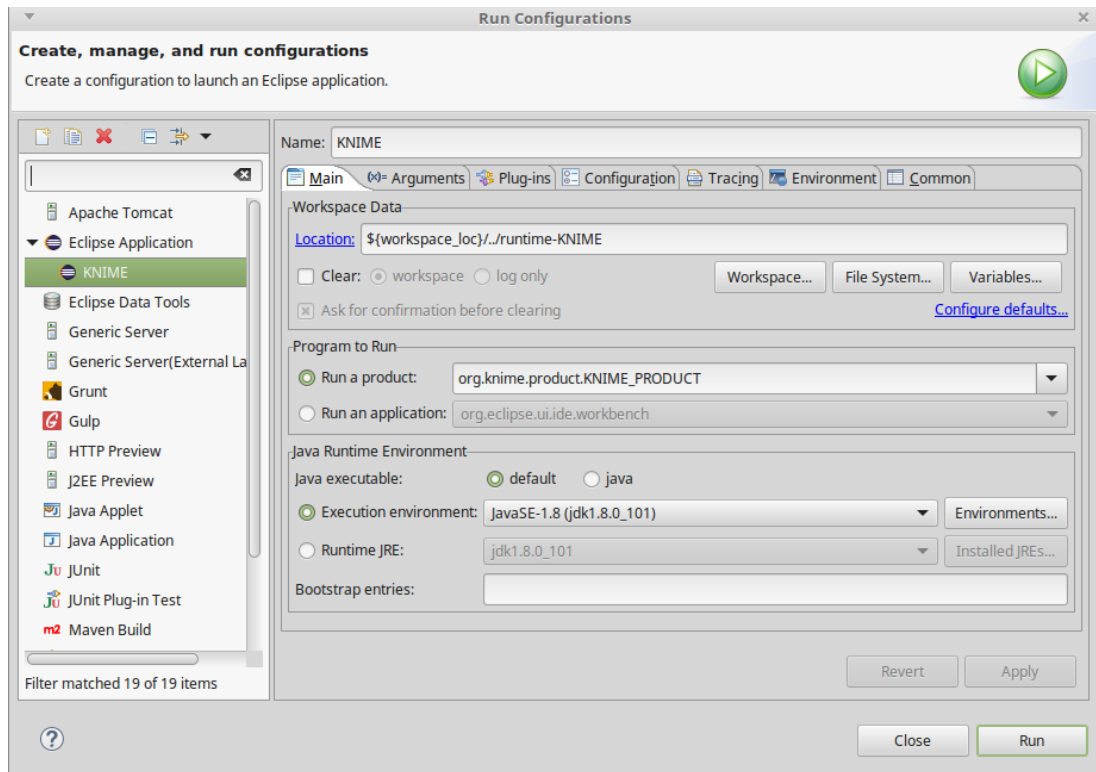 Run Configurations
Create, manage, and run configurations
Create a configuration to launch an Eclipse application.
Apache Tomcat
Eclipse Application
KNIME
Eclipse Data Tools
Generic Server
Generic Server(External La
Grunt
Gulp
HTTP Preview
J2EE Preview
Java Applet
Java Application
Ju JUnit
JUnit Plug-in Test
m2 Maven Build
Filter matched 19 of 19 items
Name: KNIME
Main (x)= Arguments Plug-ins Configuration Tracing Environment Common
Workspace Data
Location: ${workspace_loc}/../runtime-KNIME
Clear: workspace log only Workspace... File System... Variables...
Ask for confirmation before clearing Configure defaults...
Program to Run
Run a product: org.knime.product.KNIME_PRODUCT
Run an application: org.eclipse.ui.ide.workbench
Java Runtime Environment
Java executable: default java
Execution environment: JavaSE-1.8 (jdk1.8.0_101) Environments...
Runtime JRE: jdk1.8.0_101 Installed JREs...
Bootstrap entries:
Revert Apply
Close Run